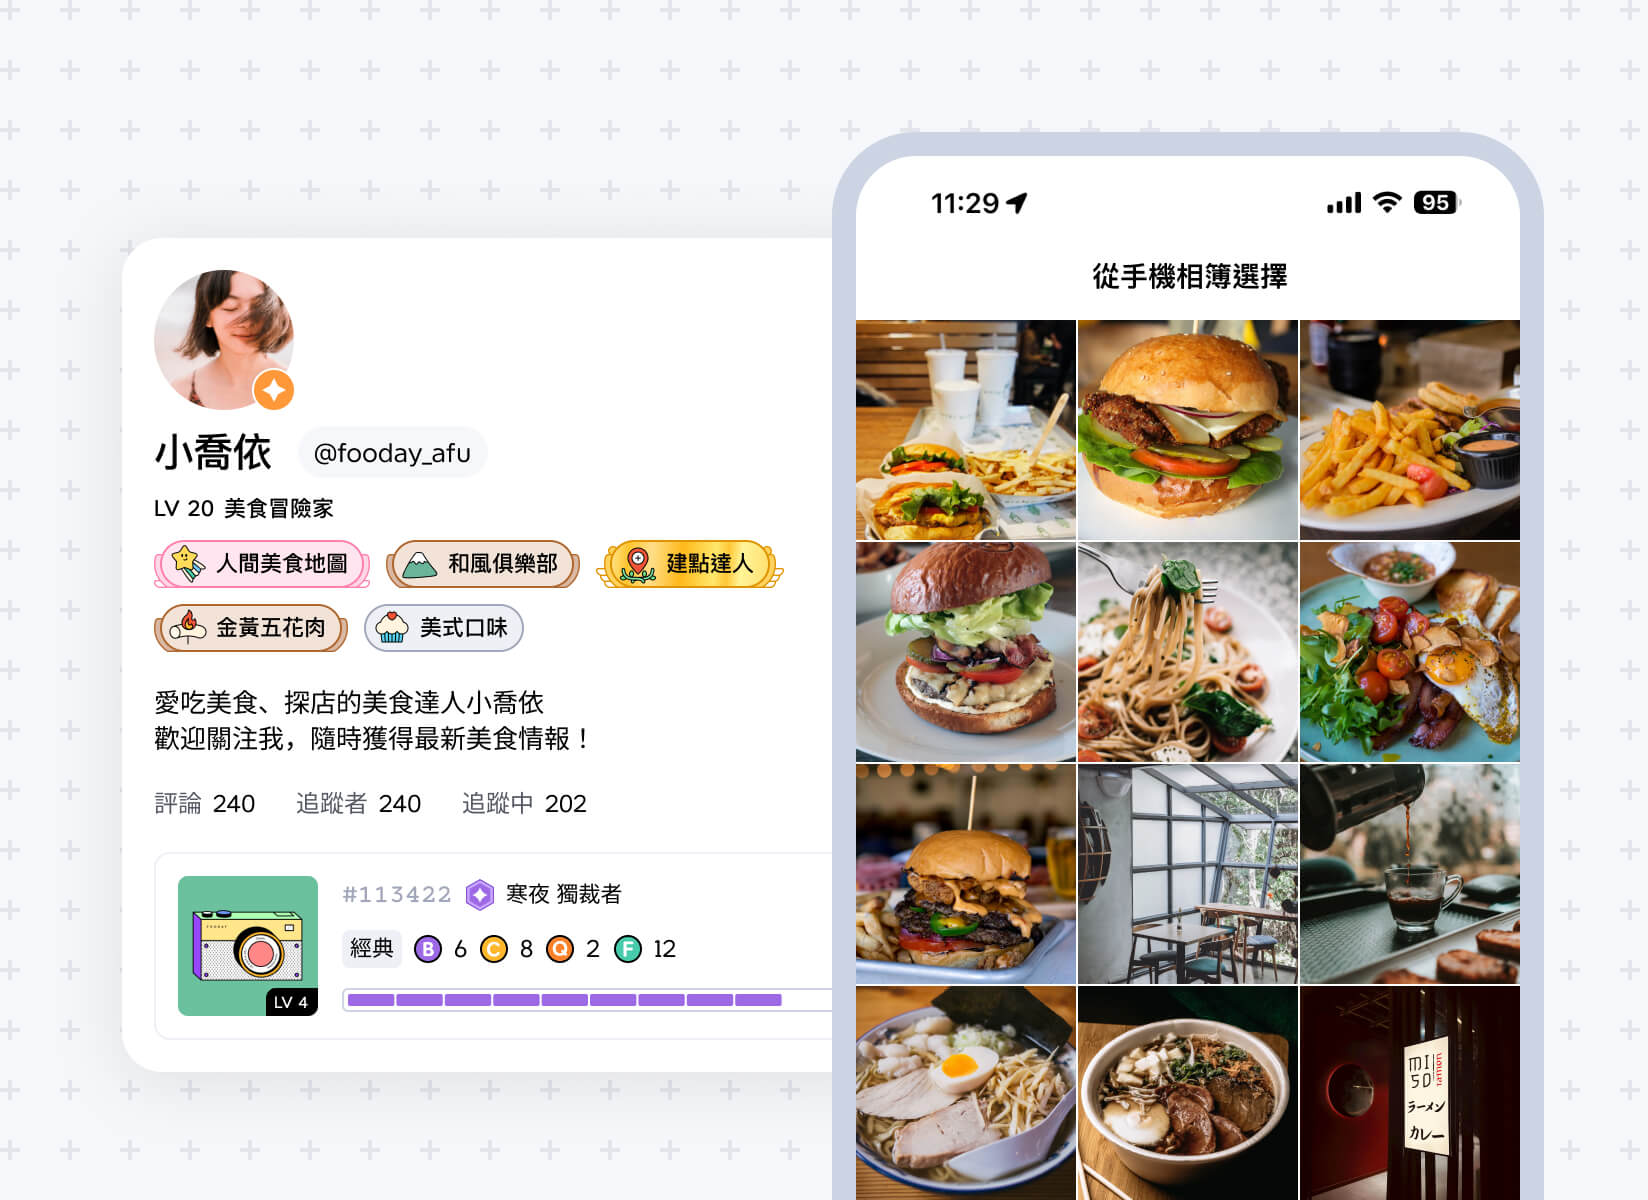 小喬依 @fooday_afu
LV 20 美食冒險家
人間美食地圖 和風俱樂部 建點達人
金黃五花肉 美式口味
愛吃美食、探店的美食達人小喬依
歡迎關注我，隨時獲得最新美食情報！
評論 240 追蹤者 240 追蹤中 202
FOODAY
LV 4
#113422 寒夜 獨裁者
經典 B 6 C 8 Q 2 F 12
11:29 95
從手機相簿選擇
MISO ramen
ラーメン
カレー